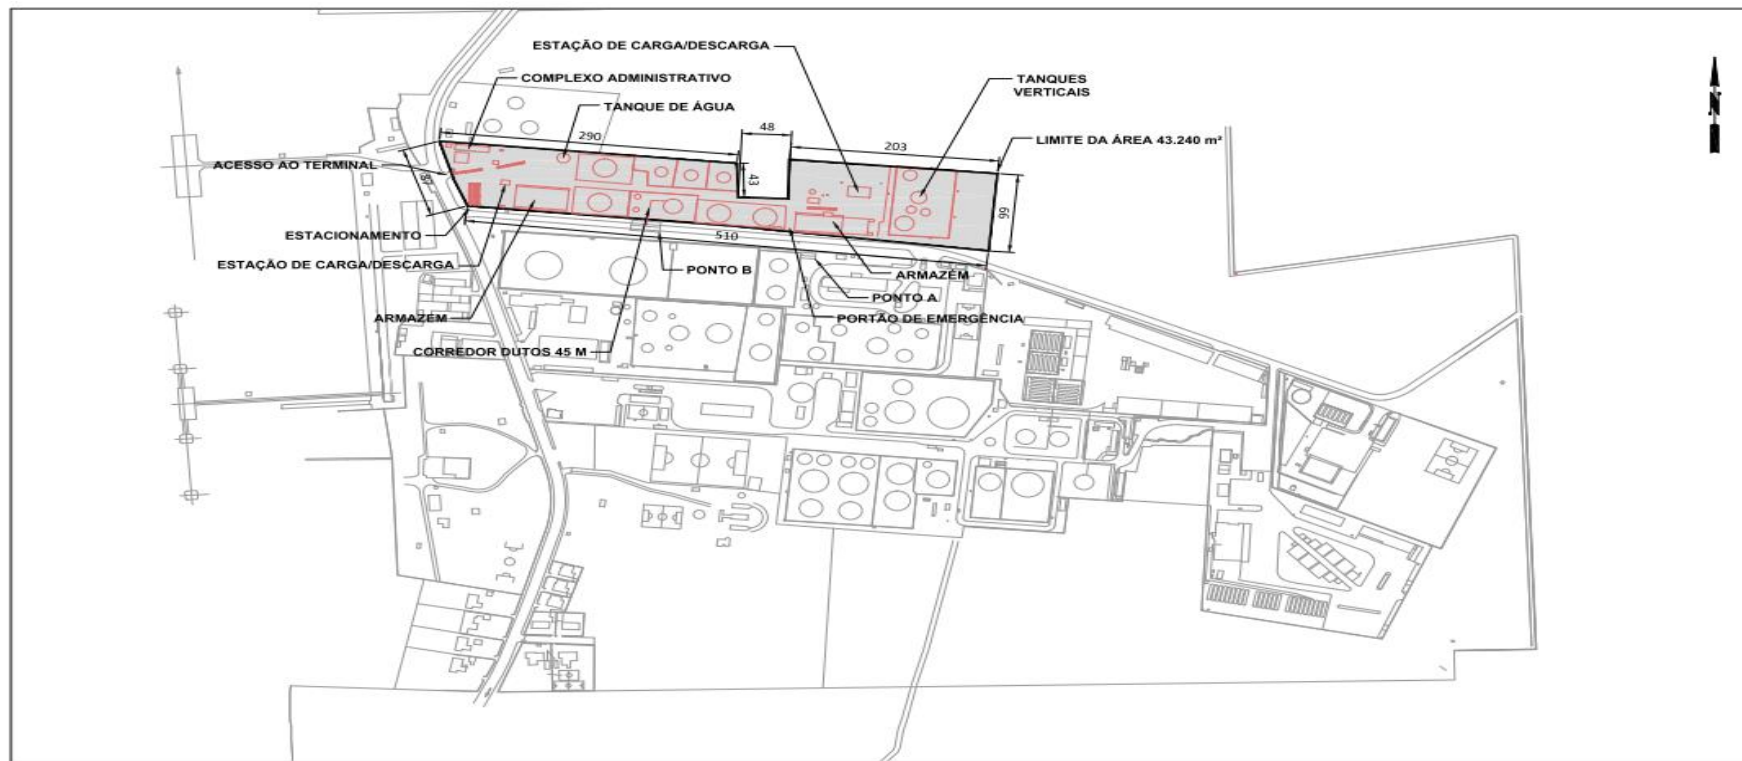 ESTAÇÃO DE CARGA/DESCARGA
COMPLEXO ADMINISTRATIVO
TANQUES
VERTICAIS
TANQUE DE ÁGUA
N
48
290
203
LIMITE DA ÁREA 43.240 m²
ACESSO AO TERMINAL
87
43
99
ESTACIONAMENTO
510
ESTAÇÃO DE CARGA/DESCARGA
PONTO B
ARMAZÉM
PONTO A
ARMAZÉM
PORTÃO DE EMERGÊNCIA
CORREDOR DUTOS 45 M